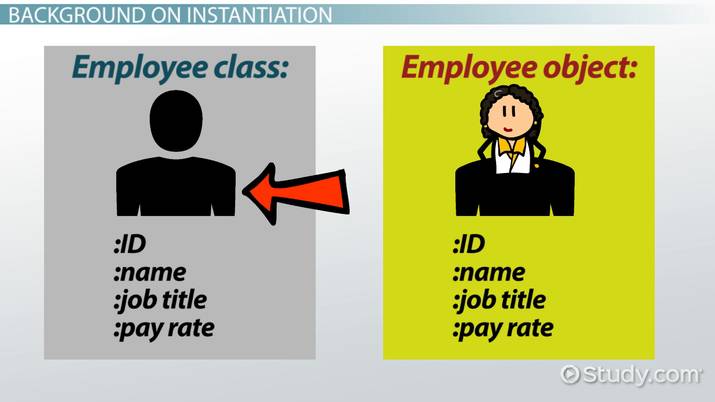 BACKGROUND ON INSTANTIATION
Employee class:
:ID
:name
:job title
:pay rate
Employee object:
:ID
:name
:job title
:pay rate
Study.com